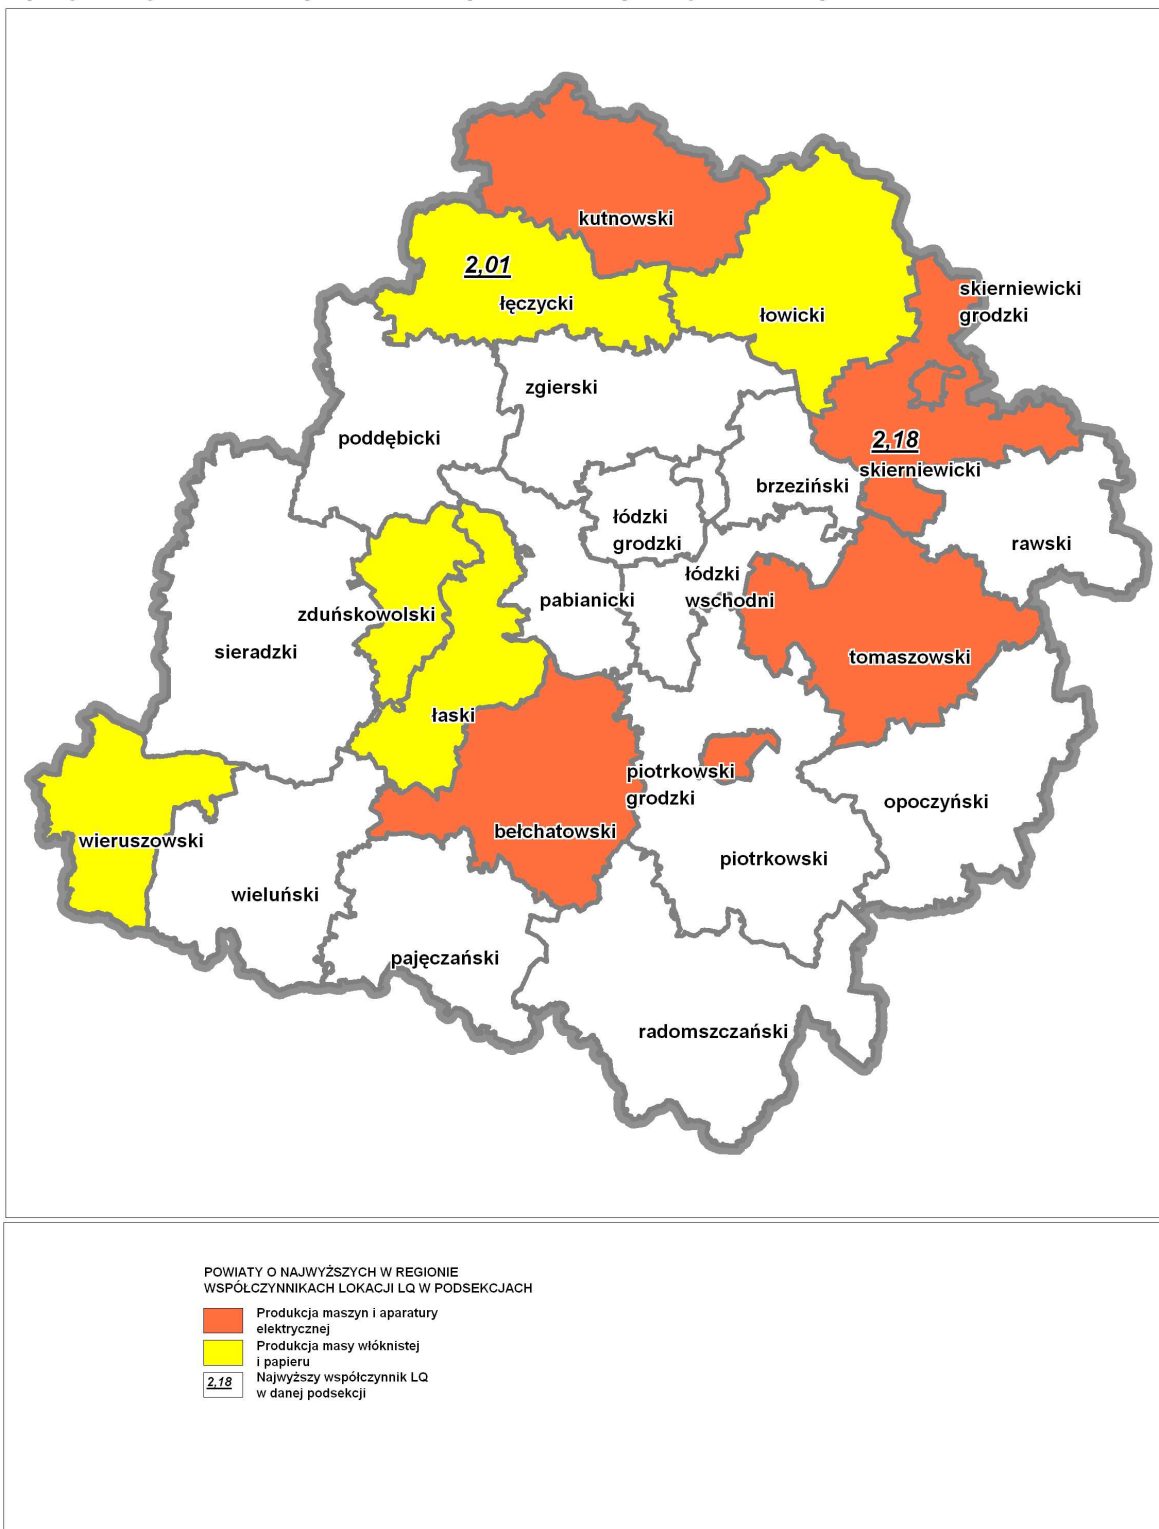 kutnowski
2,01
łęczycki
łowicki
skierniewicki
grodzki
zgierski
poddębicki
2,18
skierniewicki
brzeziński
łódzki
grodzki
rawski
łódzki
wschodni
pabianicki
zduńskowolski
sieradzki
tomaszowski
łaski
piotrkowski
grodzki
opoczyński
bełchatowski
wieruszowski
piotrkowski
wieluński
pajęczański
radomszczański
POWIATY O NAJWYŻSZYCH W REGIONIE
WSPÓŁCZYNNIKACH LOKACJI LQ W PODSEKCJACH
Produkcja maszyn i aparatury
elektrycznej
Produkcja masy włóknistej
i papieru
2,18
Najwyższy współczynnik LQ
w danej podsekcji